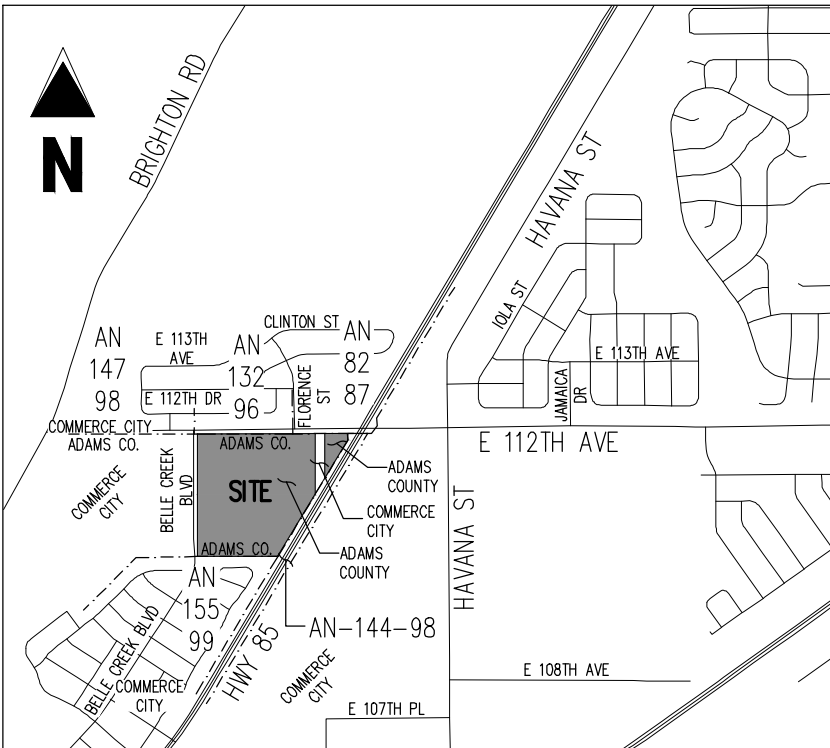 BRIGHTON RD
N
HAVANA ST
IOLA ST
AN
147
98
E 113TH
AVE
CLINTON ST
AN
132
96
AN
82
87
E 112TH DR
FLORENCE
ST
E 113TH AVE
JAMAICA
DR
COMMERCE CITY
ADAMS CO.
ADAMS CO.
E 112TH AVE
COMMERCE
CITY
BELLE CREEK
BLVD
SITE
ADAMS
COUNTY
COMMERCE
CITY
ADAMS
COUNTY
HAVANA ST
ADAMS CO.
AN
155
99
AN-144-98
BELLE CREEK BLVD
HWY 85
COMMERCE
CITY
COMMERCE
CITY
E 108TH AVE
E 107TH PL